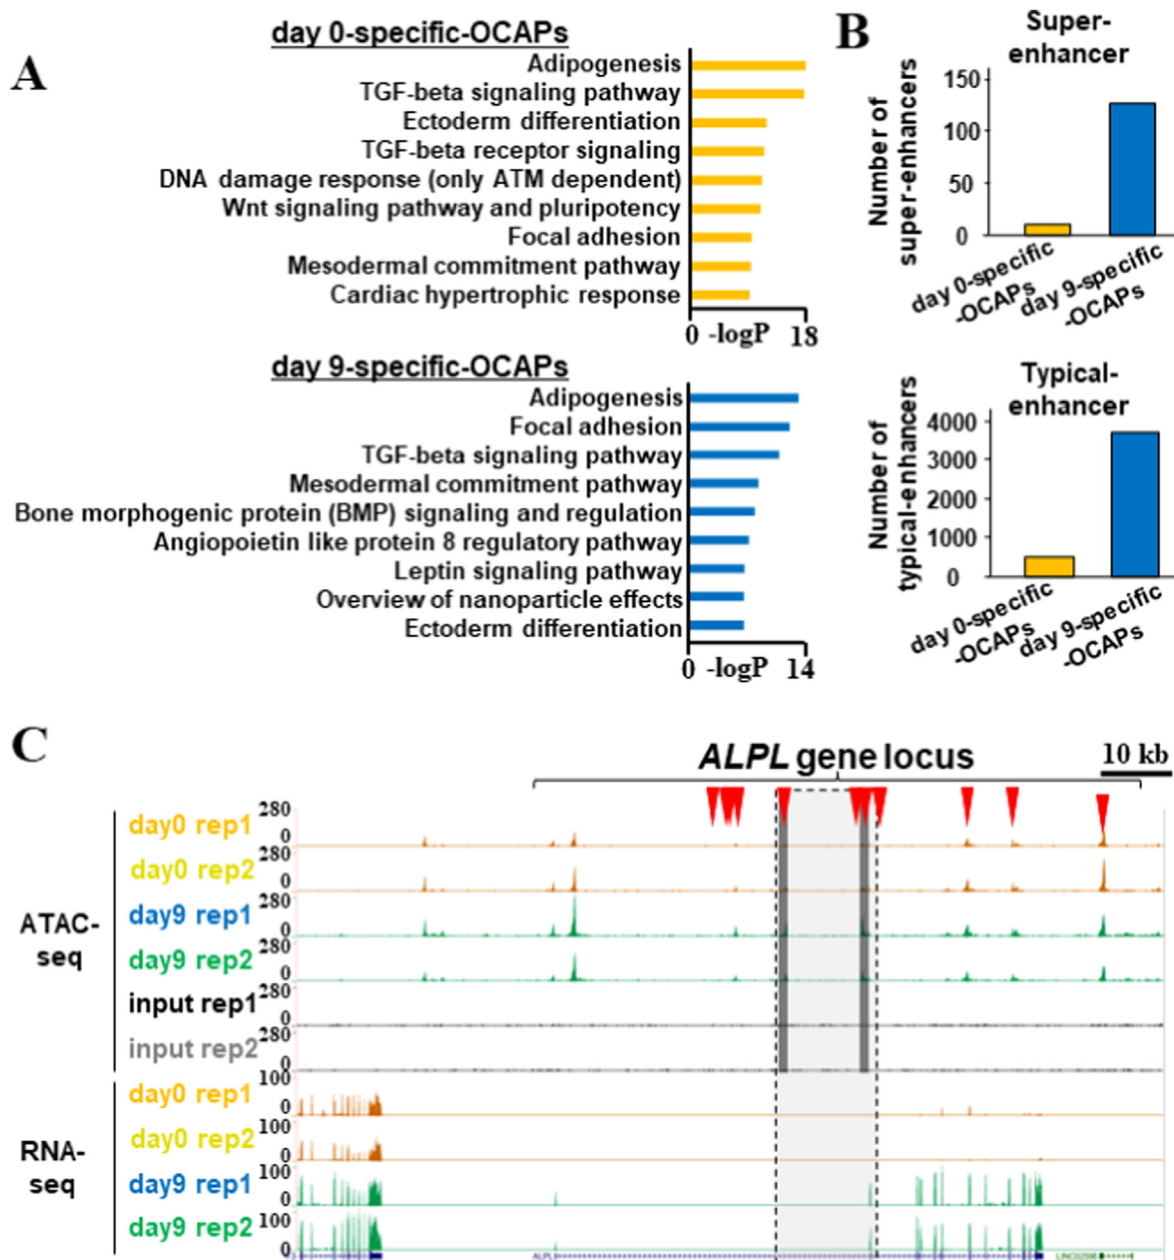 A
day 0-specific-OCAPs
Adipogenesis
TGF-beta signaling pathway
Ectoderm differentiation
TGF-beta receptor signaling
DNA damage response (only ATM dependent)
Wnt signaling pathway and pluripotency
Focal adhesion
Mesodermal commitment pathway
Cardiac hypertrophic response
0 -logP 18
day 9-specific-OCAPs
Adipogenesis
Focal adhesion
TGF-beta signaling pathway
Mesodermal commitment pathway
Bone morphogenic protein (BMP) signaling and regulation
Angiopoietin like protein 8 regulatory pathway
Leptin signaling pathway
Overview of nanoparticle effects
Ectoderm differentiation
0 -logP 14
B
Super-
enhancer
Number of
super-enhancers
150
100
50
0
day 0-specific
-OCAPs
day 9-specific
-OCAPs
Typical-
enhancer
Number of
typical-enhancers
4000
3000
2000
1000
0
day 0-specific
-OCAPs
day 9-specific
-OCAPs
C
ALPL gene locus
10 kb
ATAC-
seq
day0 rep1 280
0
day0 rep2 280
0
day9 rep1 280
0
day9 rep2 280
0
input rep1 280
0
input rep2 280
0
RNA-
seq
day0 rep1 100
0
day0 rep2 100
0
day9 rep1 100
0
day9 rep2 100
0
ALPL